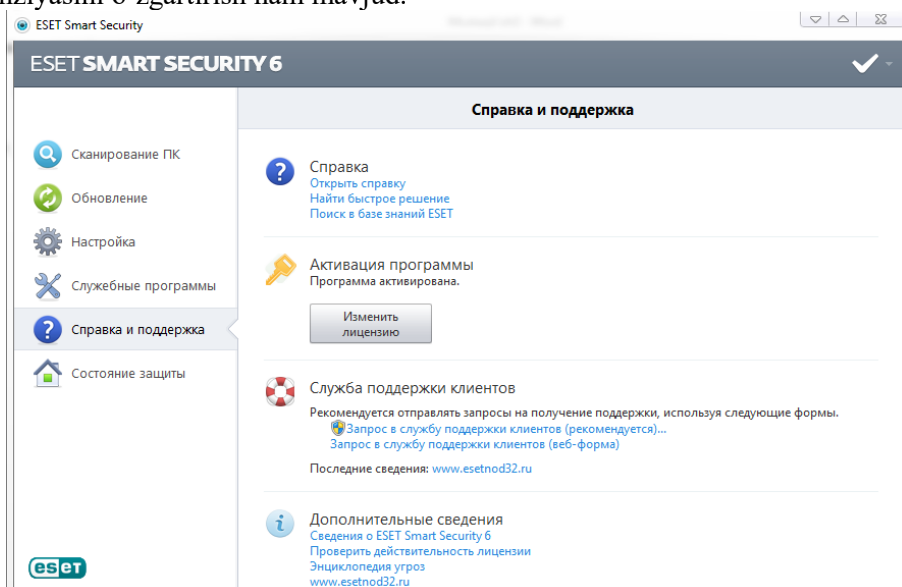 nziyasini o'zgartirish ham mavjud.
ESET Smart Security
ESET SMART SECURITY 6
Справка и поддержка
Сканирование ПК
Обновление
Настройка
Служебные программы
Справка и поддержка
Состояние защиты
Справка
Открыть справку
Найти быстрое решение
Поиск в базе знаний ESET
Активация программы
Программа активирована.
Изменить
лицензию
Служба поддержки клиентов
Рекомендуется отправлять запросы на получение поддержки, используя следующие формы.
Запрос в службу поддержки клиентов (рекомендуется)...
Запрос в службу поддержки клиентов (веб-форма)
Последние сведения: www.esetnod32.ru
Дополнительные сведения
Сведения о ESET Smart Security 6
Проверить действительность лицензии
Энциклопедия угроз
www.esetnod32.ru
eset